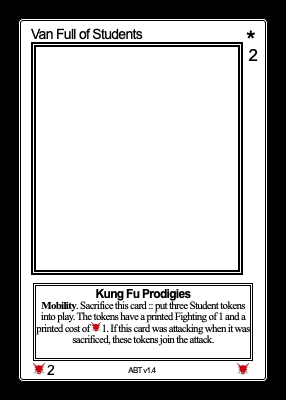 Van Full of Students *
2
Kung Fu Prodigies
Mobility. Sacrifice this card :: put three Student tokens
into play. The tokens have a printed Fighting of 1 and a
printed cost of 1. If this card was attacking when it was
sacrificed, these tokens join the attack.
2 ABT v1.4